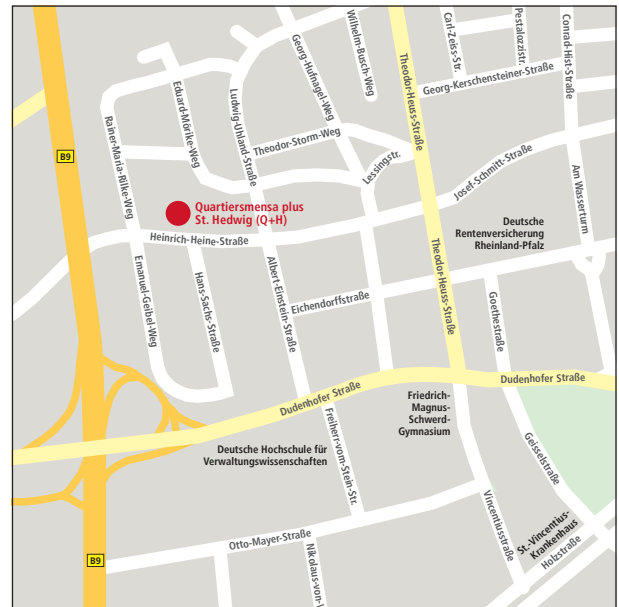 Wilhelm-Busch-Weg
Carl-Zeiss-Str.
Pestalozzistr.
Conrad-Hist-Straße
Georg-Hufnagel-Weg
Theodor-Heuss-Straße
Georg-Kerschensteiner-Straße
Eduard-Mörike-Weg
Ludwig-Uhland-Straße
Rainer-Maria-Rilke-Weg
Theodor-Storm-Weg
B9
Lessingstr.
Josef-Schmitt-Straße
Am Wasserturm
Quartiersmensa plus
St. Hedwig (Q+H)
Heinrich-Heine-Straße
Deutsche
Rentenversicherung
Rheinland-Pfalz
Emanuel-Geibel-Weg
Hans-Sachs-Straße
Albert-Einstein-Straße
Theodor-Heuss-Straße
Eichendorffstraße
Goethestraße
Dudenhofer Straße
Dudenhofer Straße
Friedrich-
Magnus-
Schwerd-
Gymnasium
Freiherr-vom-Stein-Str.
Deutsche Hochschule für
Verwaltungswissenschaften
Geisselstraße
Vincentiusstraße
St.-Vincentius-
Krankenhaus
Holzstraße
Otto-Mayer-Straße
B9